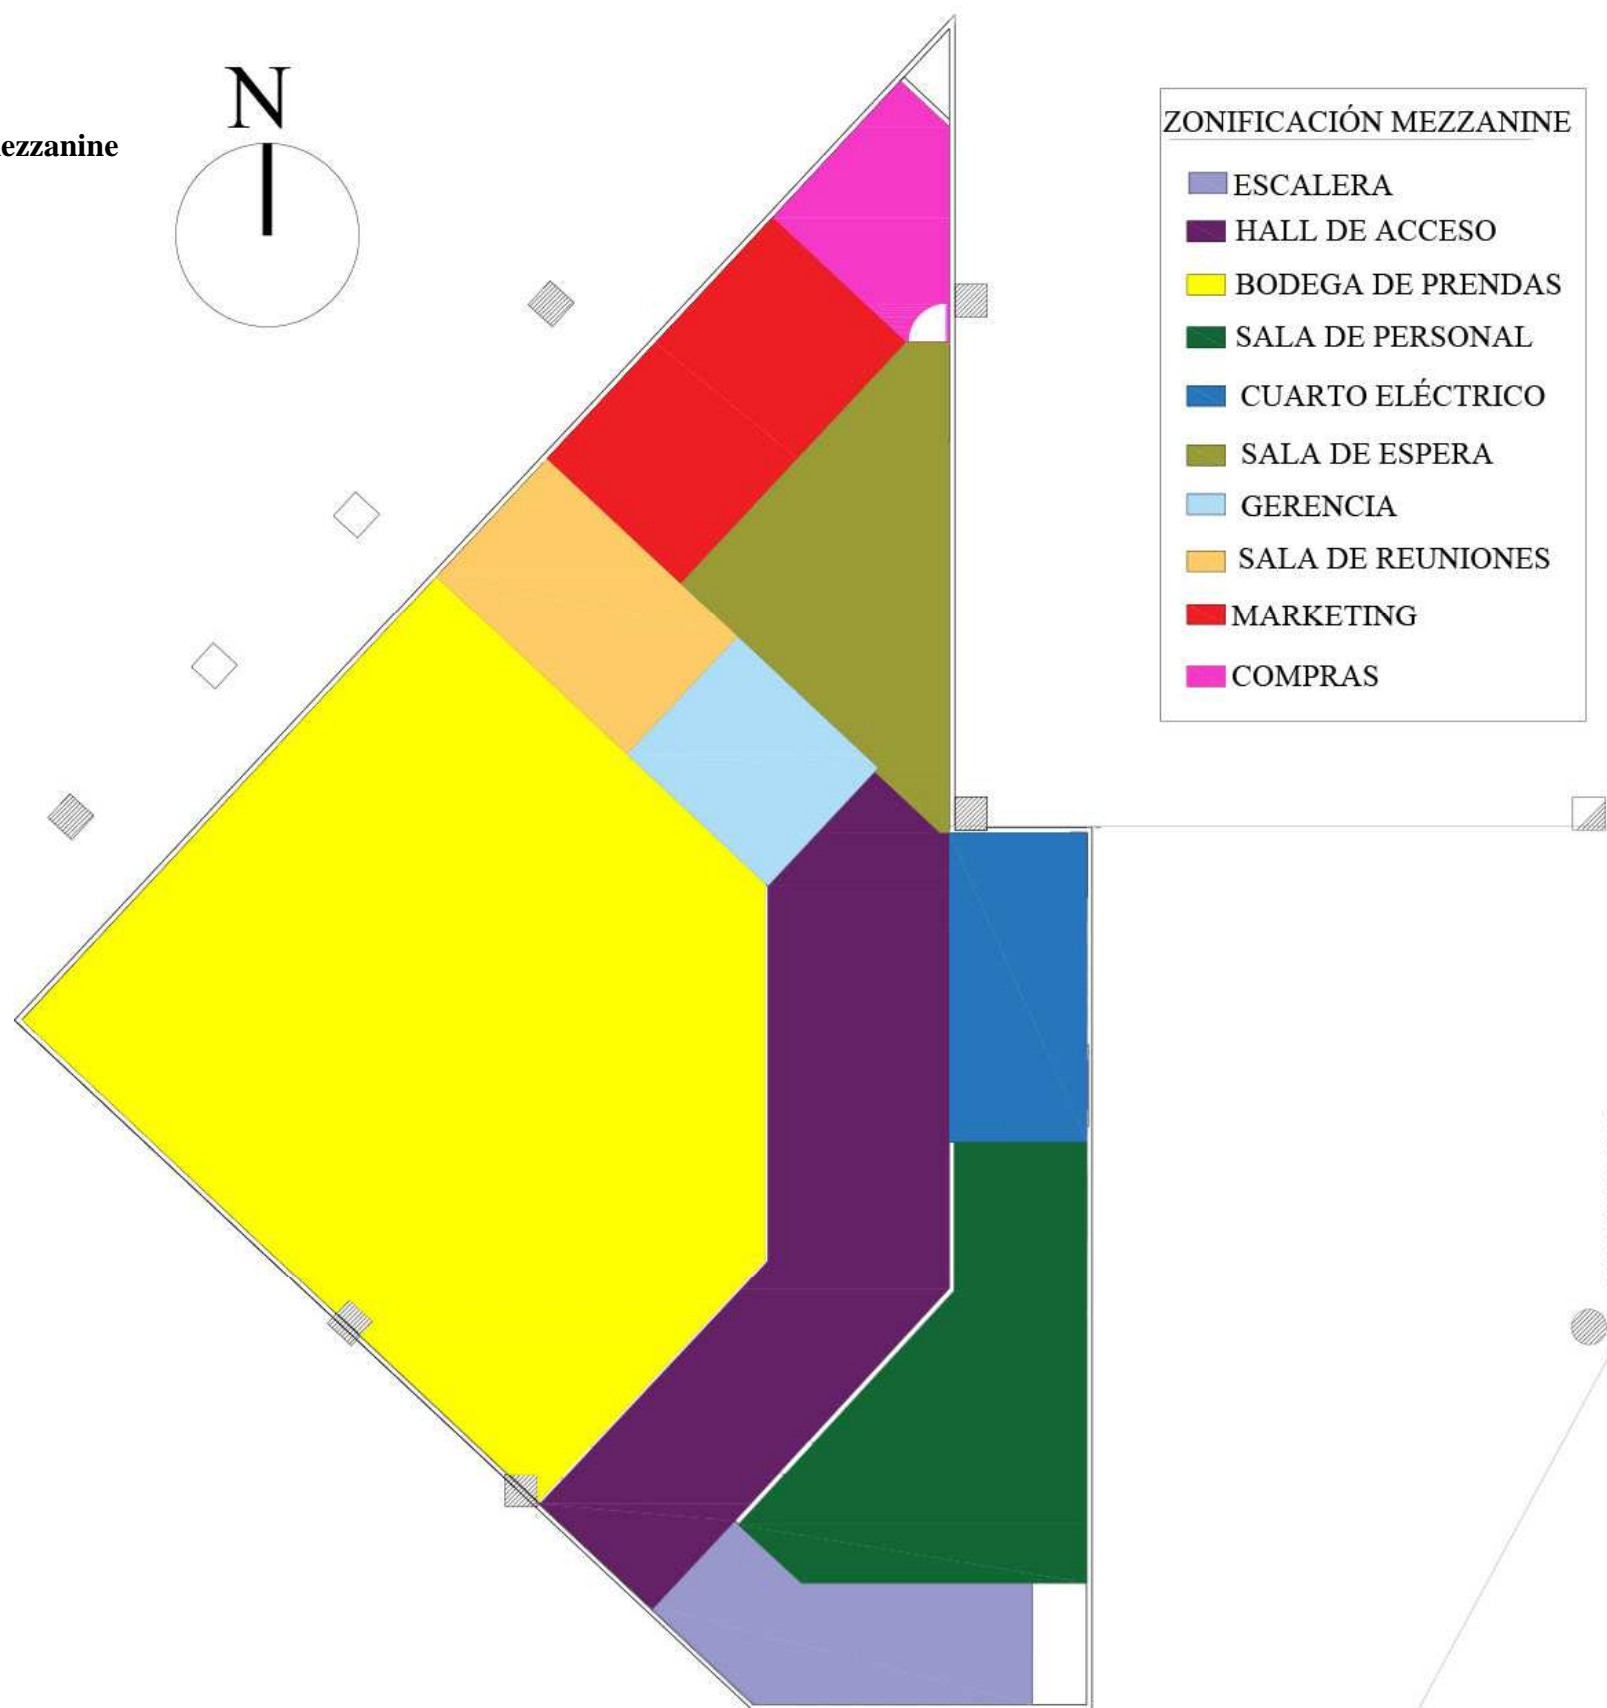 N
ezzanine
ZONIFICACIÓN MEZZANINE
ESCALERA
HALL DE ACCESO
BODEGA DE PRENDAS
SALA DE PERSONAL
CUARTO ELÉCTRICO
SALA DE ESPERA
GERENCIA
SALA DE REUNIONES
MARKETING
COMPRAS